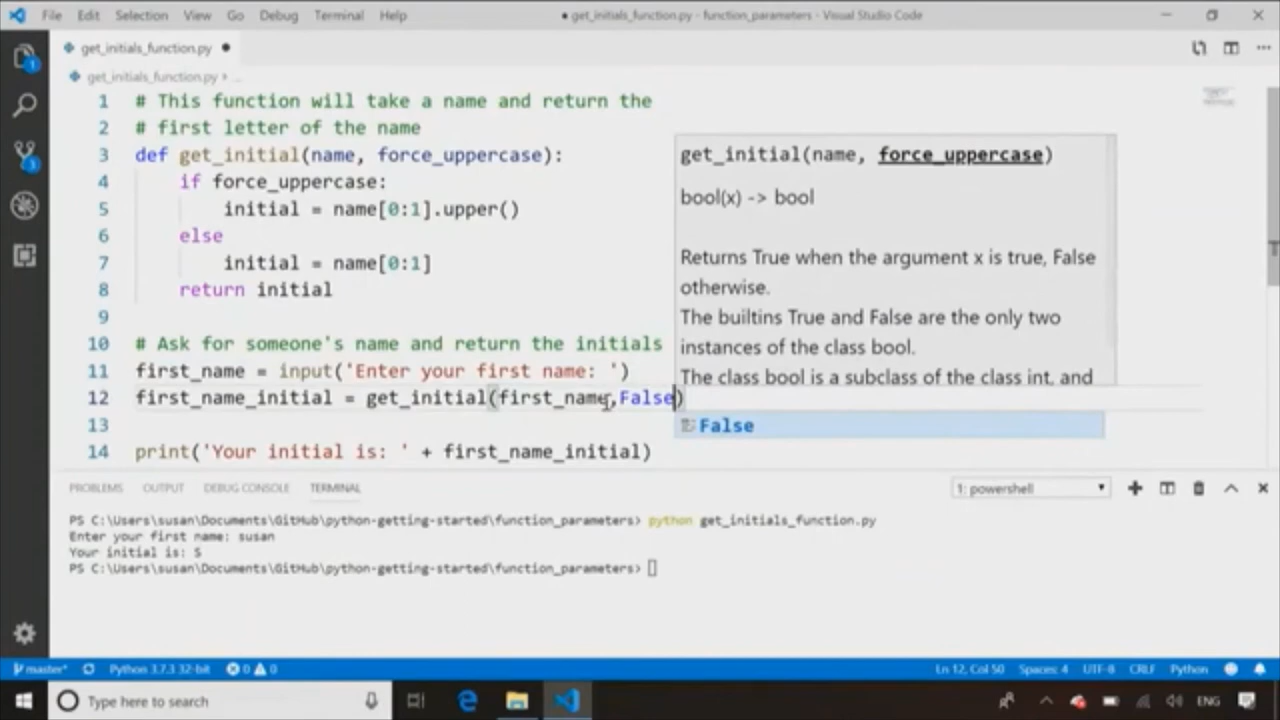 File Edit Selection View Go Debug Terminal Help
● get_initials_function.py - function_parameters - Visual Studio Code
get_initials_function.py ●
get_initials_function.py › ...
1 # This function will take a name and return the
2 # first letter of the name
3 def get_initial(name, force_uppercase):
4 if force_uppercase:
5 initial = name[0:1].upper()
6 else
7 initial = name[0:1]
8 return initial
9
10 # Ask for someone's name and return the initials
11 first_name = input('Enter your first name: ')
12 first_name_initial = get_initial(first_name,False)
13
14 print('Your initial is: ' + first_name_initial)
get_initial(name, force_uppercase)
bool(x) -> bool
Returns True when the argument x is true, False
otherwise.
The builtins True and False are the only two
instances of the class bool.
The class bool is a subclass of the class int, and
False
PROBLEMS OUTPUT DEBUG CONSOLE TERMINAL
1: powershell
PS C:\Users\susan\Documents\GitHub\python-getting-started\function_parameters> python get_initials_function.py
Enter your first name: susan
Your initial is: S
PS C:\Users\susan\Documents\GitHub\python-getting-started\function_parameters>
1
3
master* Python 3.7.3 32-bit 0 0
Ln 12, Col 50 Spaces: 4 UTF-8 CRLF Python
Type here to search
ENG